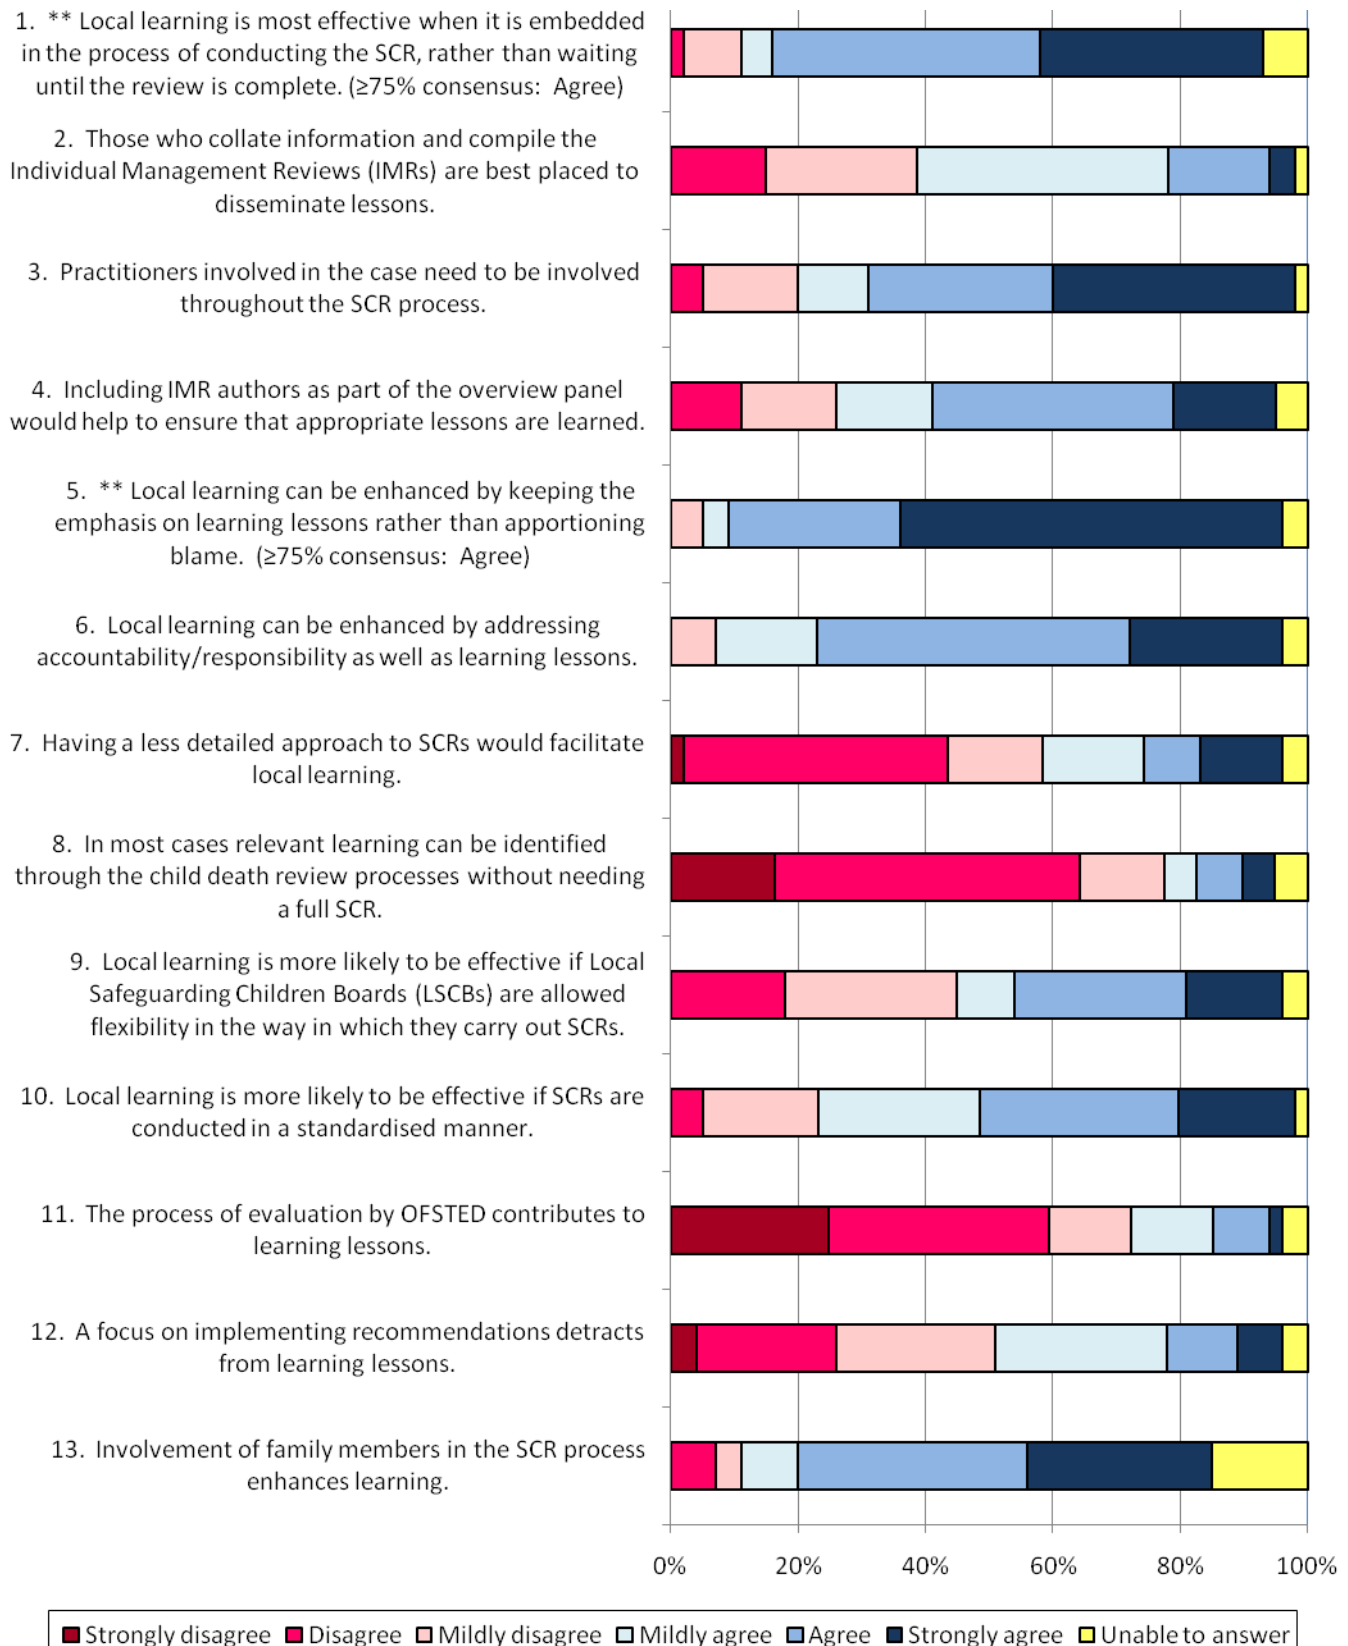 1. ** Local learning is most effective when it is embedded
in the process of conducting the SCR, rather than waiting
until the review is complete. (≥75% consensus: Agree)
2. Those who collate information and compile the
Individual Management Reviews (IMRs) are best placed to
disseminate lessons.
3. Practitioners involved in the case need to be involved
throughout the SCR process.
4. Including IMR authors as part of the overview panel
would help to ensure that appropriate lessons are learned.
5. ** Local learning can be enhanced by keeping the
emphasis on learning lessons rather than apportioning
blame. (≥75% consensus: Agree)
6. Local learning can be enhanced by addressing
accountability/responsibility as well as learning lessons.
7. Having a less detailed approach to SCRs would facilitate
local learning.
8. In most cases relevant learning can be identified
through the child death review processes without needing
a full SCR.
9. Local learning is more likely to be effective if Local
Safeguarding Children Boards (LSCBs) are allowed
flexibility in the way in which they carry out SCRs.
10. Local learning is more likely to be effective if SCRs are
conducted in a standardised manner.
11. The process of evaluation by OFSTED contributes to
learning lessons.
12. A focus on implementing recommendations detracts
from learning lessons.
13. Involvement of family members in the SCR process
enhances learning.
0% 20% 40% 60% 80% 100%
Strongly disagree Disagree Mildly disagree Mildly agree Agree Strongly agree Unable to answer